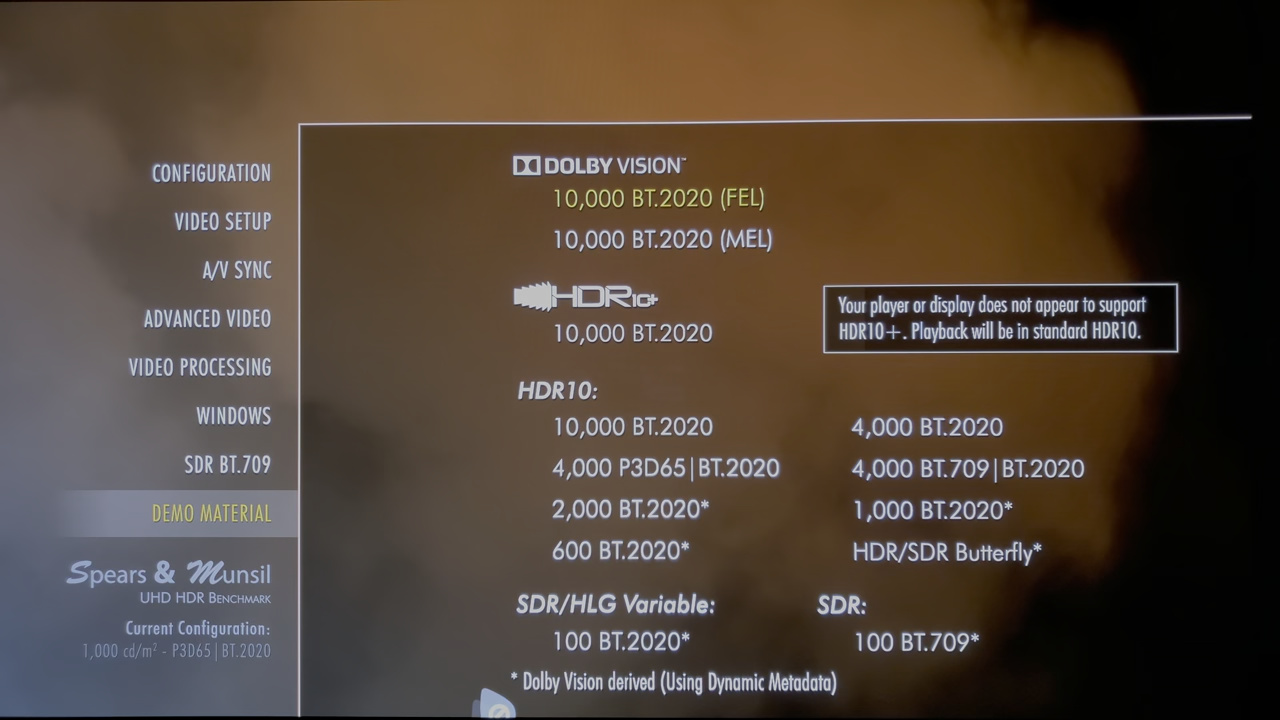 CONFIGURATION
VIDEO SETUP
A/V SYNC
ADVANCED VIDEO
VIDEO PROCESSING
WINDOWS
SDR BT.709
DEMO MATERIAL
Spears & Munsil
UHD HDR BENCHMARK
Current Configuration:
1,000 cd/m² - P3D65|BT.2020
DOLBY VISION™
10,000 BT.2020 (FEL)
10,000 BT.2020 (MEL)
HDR10+
10,000 BT.2020
Your player or display does not appear to support
HDR10+. Playback will be in standard HDR10.
HDR10:
10,000 BT.2020
4,000 BT.2020
4,000 P3D65|BT.2020
4,000 BT.709|BT.2020
2,000 BT.2020*
1,000 BT.2020*
600 BT.2020*
HDR/SDR Butterfly*
SDR/HLG Variable:
SDR:
100 BT.2020*
100 BT.709*
* Dolby Vision derived (Using Dynamic Metadata)